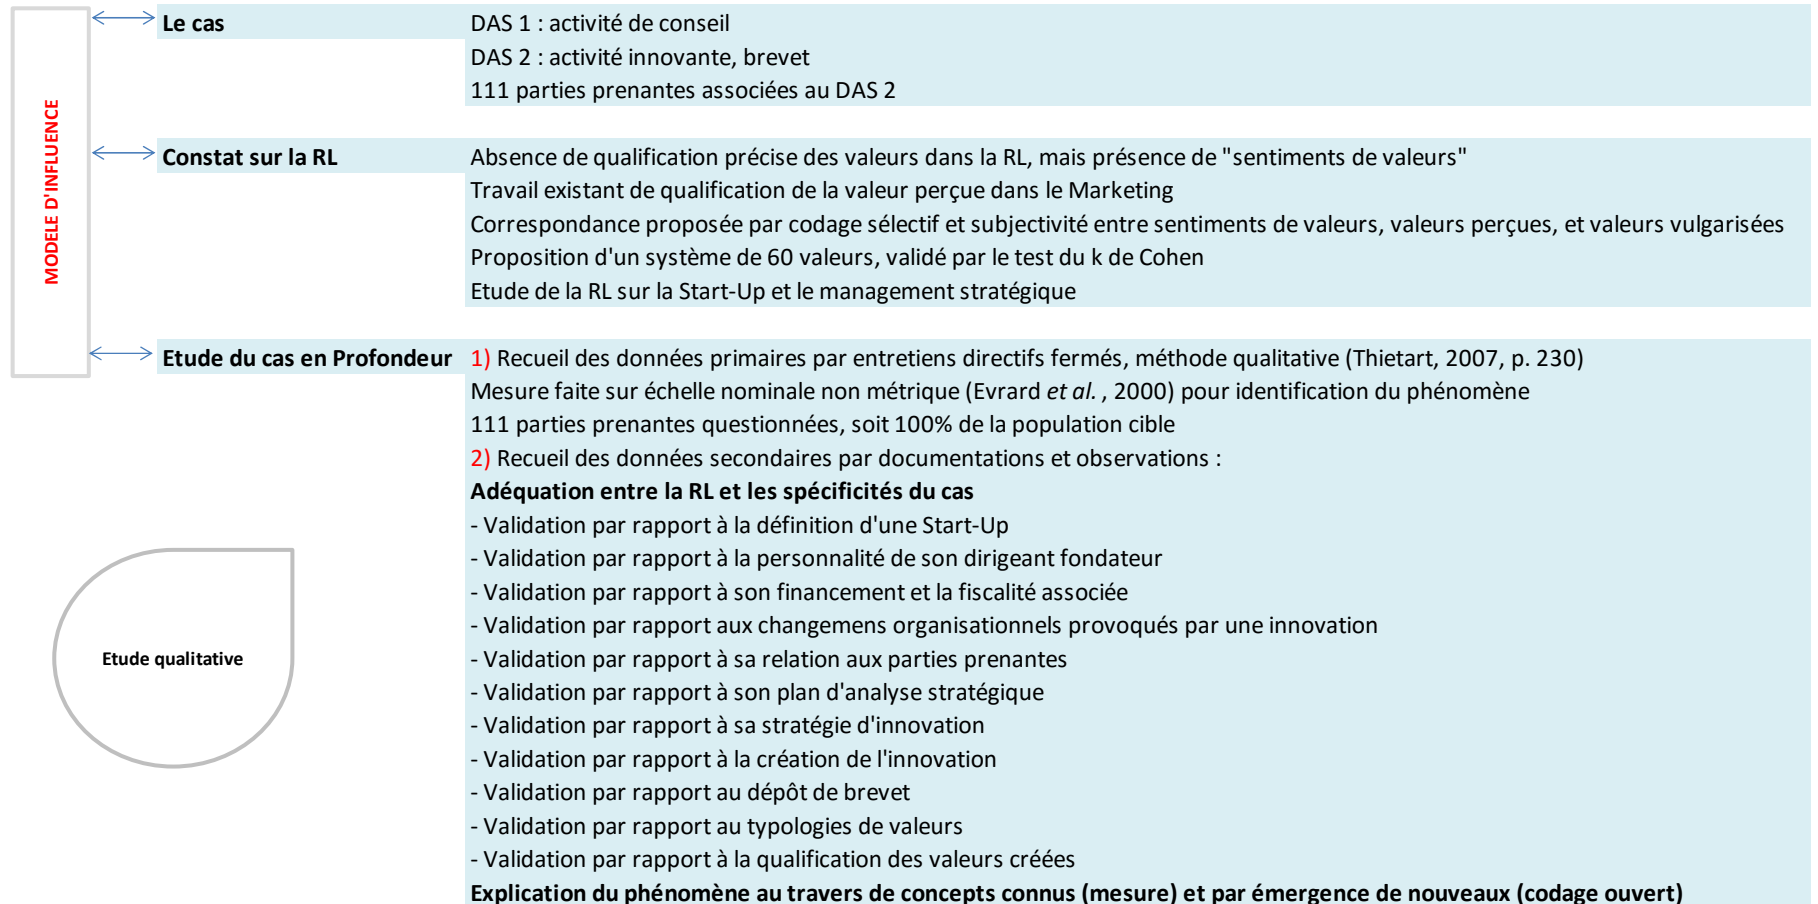 MODELE D'INFLUENCE
Le cas
DAS 1 : activité de conseil
DAS 2 : activité innovante, brevet
111 parties prenantes associées au DAS 2
Constat sur la RL
Absence de qualification précise des valeurs dans la RL, mais présence de "sentiments de valeurs"
Travail existant de qualification de la valeur perçue dans le Marketing
Correspondance proposée par codage sélectif et subjectivité entre sentiments de valeurs, valeurs perçues, et valeurs vulgarisées
Proposition d'un système de 60 valeurs, validé par le test du k de Cohen
Etude de la RL sur la Start-Up et le management stratégique
Etude du cas en Profondeur
1) Recueil des données primaires par entretiens directifs fermés, méthode qualitative (Thietart, 2007, p. 230)
Mesure faite sur échelle nominale non métrique (Evrard et al. , 2000) pour identification du phénomène
111 parties prenantes questionnées, soit 100% de la population cible
2) Recueil des données secondaires par documentations et observations :
Adéquation entre la RL et les spécificités du cas
- Validation par rapport à la définition d'une Start-Up
- Validation par rapport à la personnalité de son dirigeant fondateur
- Validation par rapport à son financement et la fiscalité associée
- Validation par rapport aux changemens organisationnels provoqués par une innovation
- Validation par rapport à sa relation aux parties prenantes
- Validation par rapport à son plan d'analyse stratégique
- Validation par rapport à sa stratégie d'innovation
- Validation par rapport à la création de l'innovation
- Validation par rapport au dépôt de brevet
- Validation par rapport au typologies de valeurs
- Validation par rapport à la qualification des valeurs créées
Explication du phénomène au travers de concepts connus (mesure) et par émergence de nouveaux (codage ouvert)
Etude qualitative